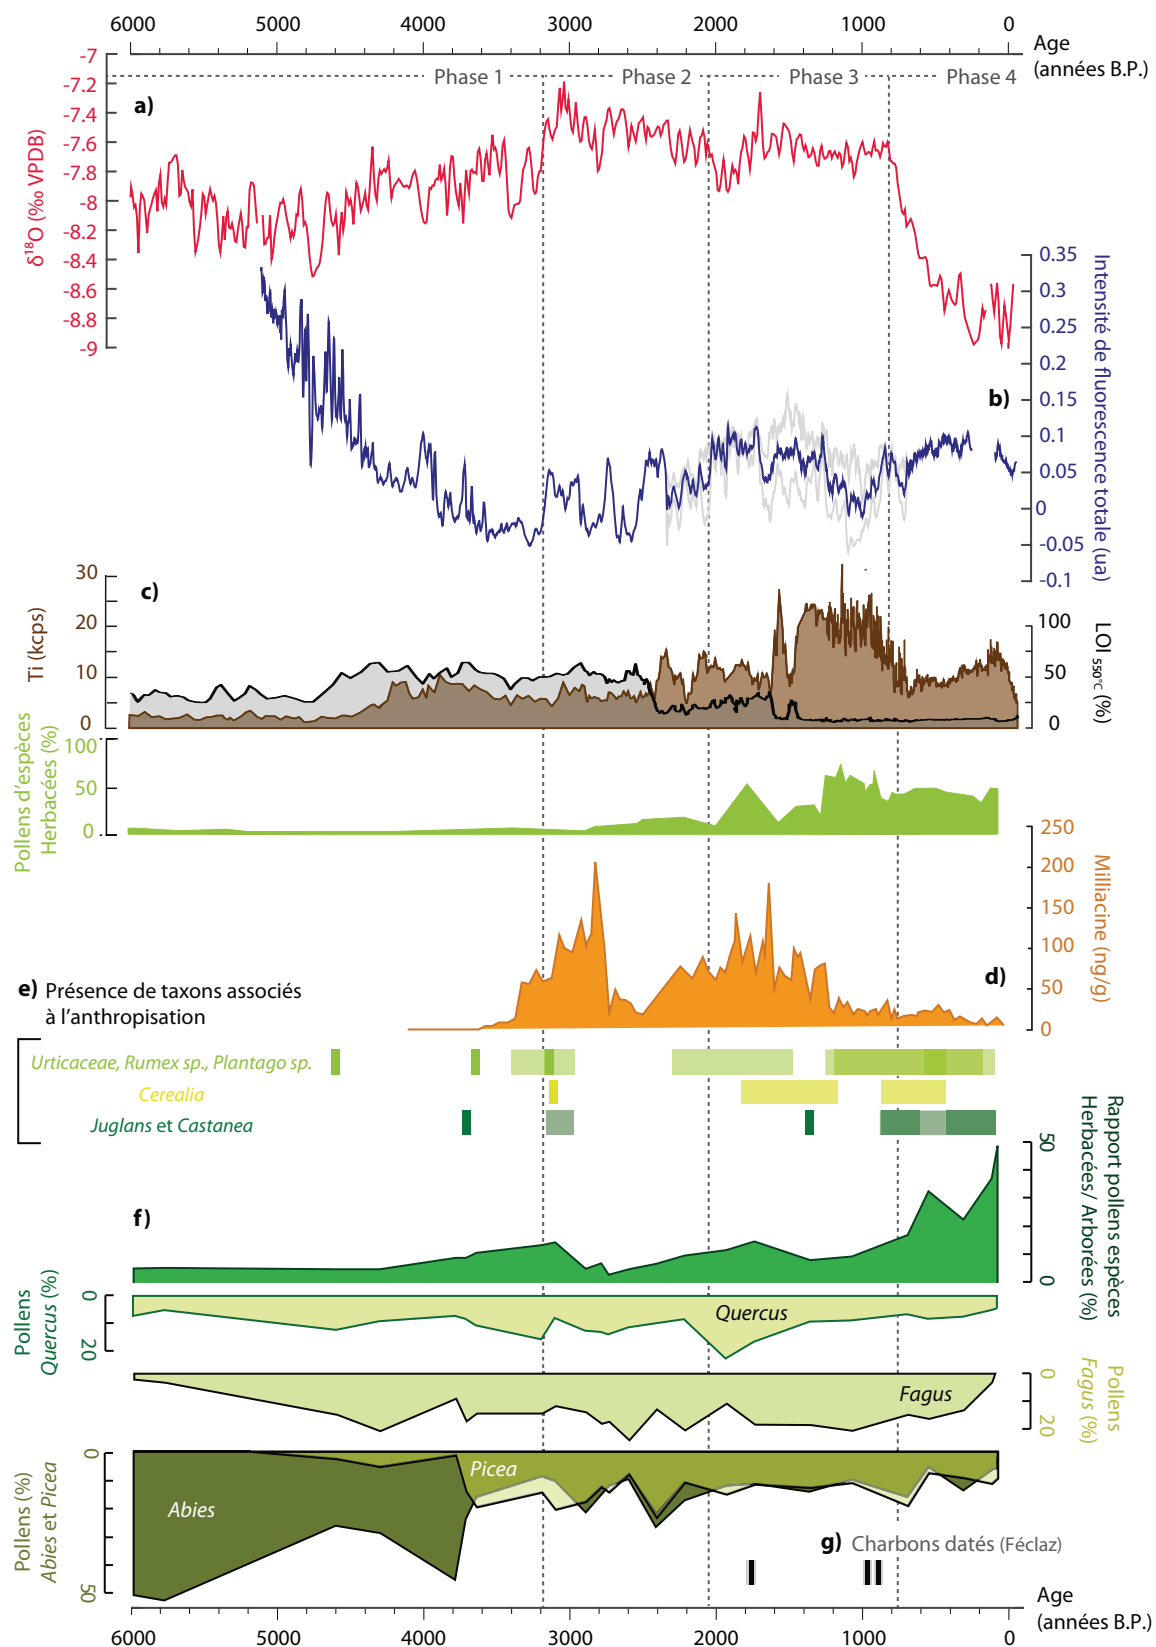 6000 5000 4000 3000 2000 1000 0
Age
(années B.P.)
Phase 1 Phase 2 Phase 3 Phase 4
a)
δ¹⁸O (‰ VPDB)
-7
-7.2
-7.4
-7.6
-7.8
-8
-8.2
-8.4
-8.6
-8.8
-9
b)
Intensité de fluorescence totale (ua)
0.35
0.3
0.25
0.2
0.15
0.1
0.05
0
-0.05
-0.1
c)
Ti (kcps)
30
20
10
0
LOI 550°C (%)
100
50
0
Pollens d'espèces
Herbacées (%)
100
50
0
d)
Milliacine (ng/g)
250
200
150
100
50
0
e) Présence de taxons associés
à l'anthropisation
Urticaceae, Rumex sp., Plantago sp.
Cerealia
Juglans et Castanea
f)
Rapport pollens espèces
Herbacées/ Arborées (%)
50
0
Pollens
Quercus (%)
0
20
Quercus
Pollens
Fagus (%)
0
20
Fagus
Pollens (%)
Abies et Picea
0
50
Picea
Abies
g) Charbons datés (Féclaz)
Age
(années B.P.)
6000 5000 4000 3000 2000 1000 0